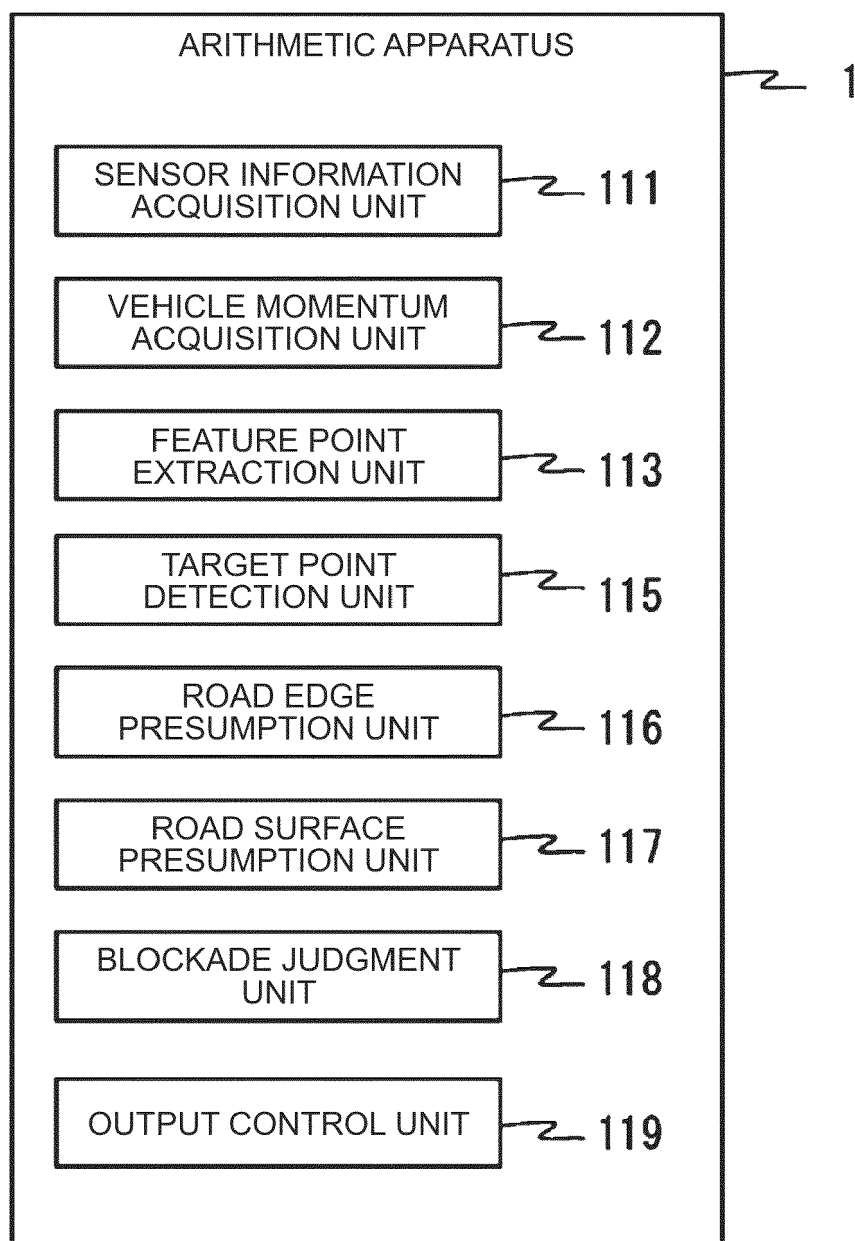 ARITHMETIC APPARATUS
1
SENSOR INFORMATION
ACQUISITION UNIT
111
VEHICLE MOMENTUM
ACQUISITION UNIT
112
FEATURE POINT
EXTRACTION UNIT
113
TARGET POINT
DETECTION UNIT
115
ROAD EDGE
PRESUMPTION UNIT
116
ROAD SURFACE
PRESUMPTION UNIT
117
BLOCKADE JUDGMENT
UNIT
118
OUTPUT CONTROL UNIT
119